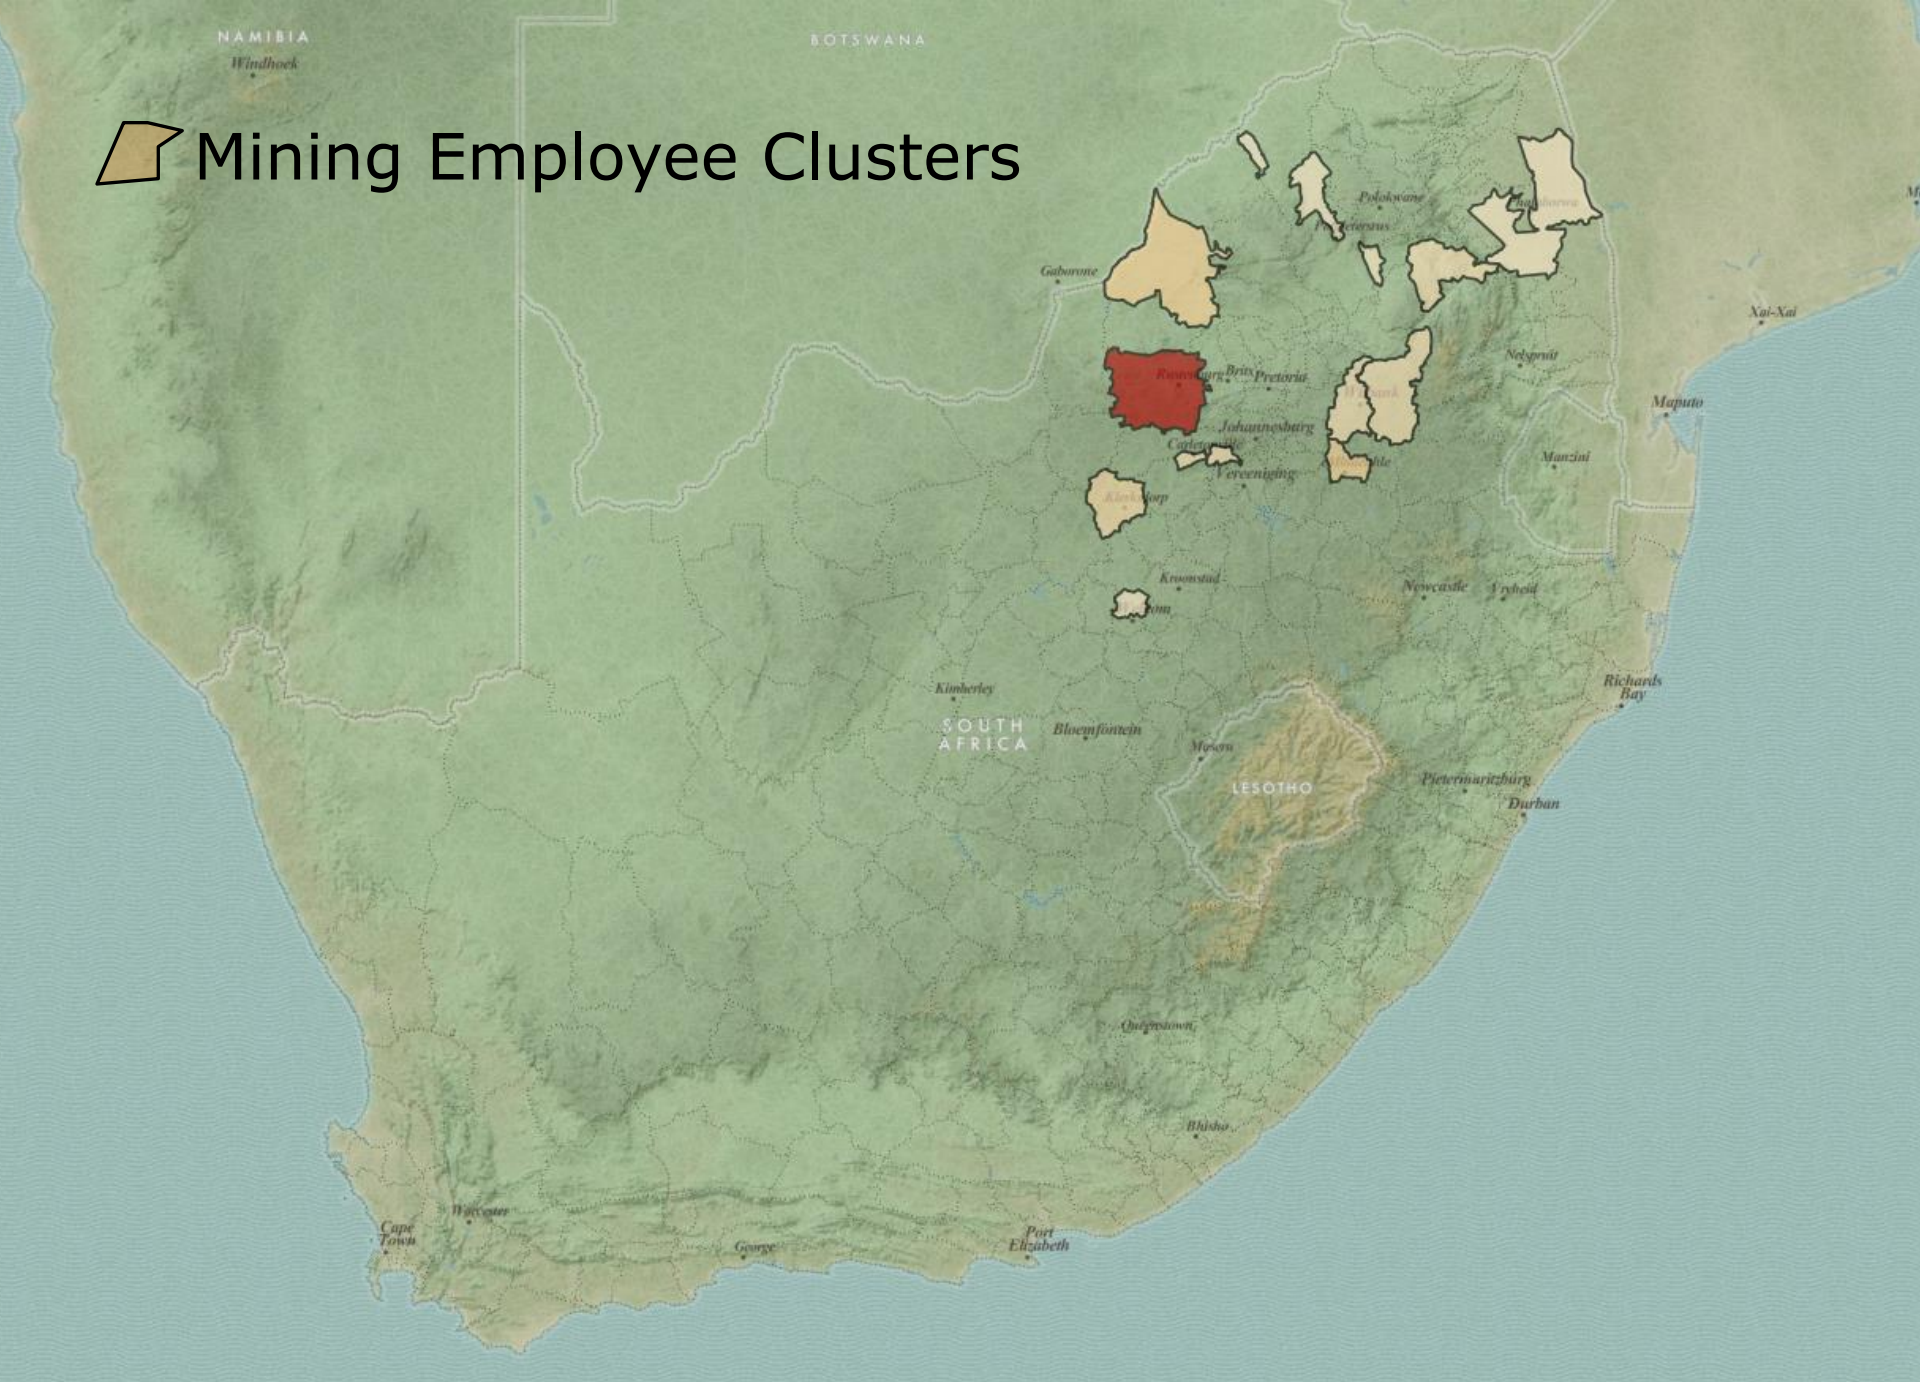 NAMIBIA
Windhoek
BOTSWANA
Mining Employee Clusters
Polokwane
Gaborone
Xai-Xai
Nelspruit
Brits
Pretoria
Maputo
Johannesburg
Manzini
Vereeniging
Kroonstad
Newcastle
Vryheid
Kimberley
Richards
Bay
SOUTH
AFRICA
Bloemfontein
Maseru
LESOTHO
Pietermaritzburg
Durban
Queenstown
Bhisho
Worcester
Cape
Town
George
Port
Elizabeth